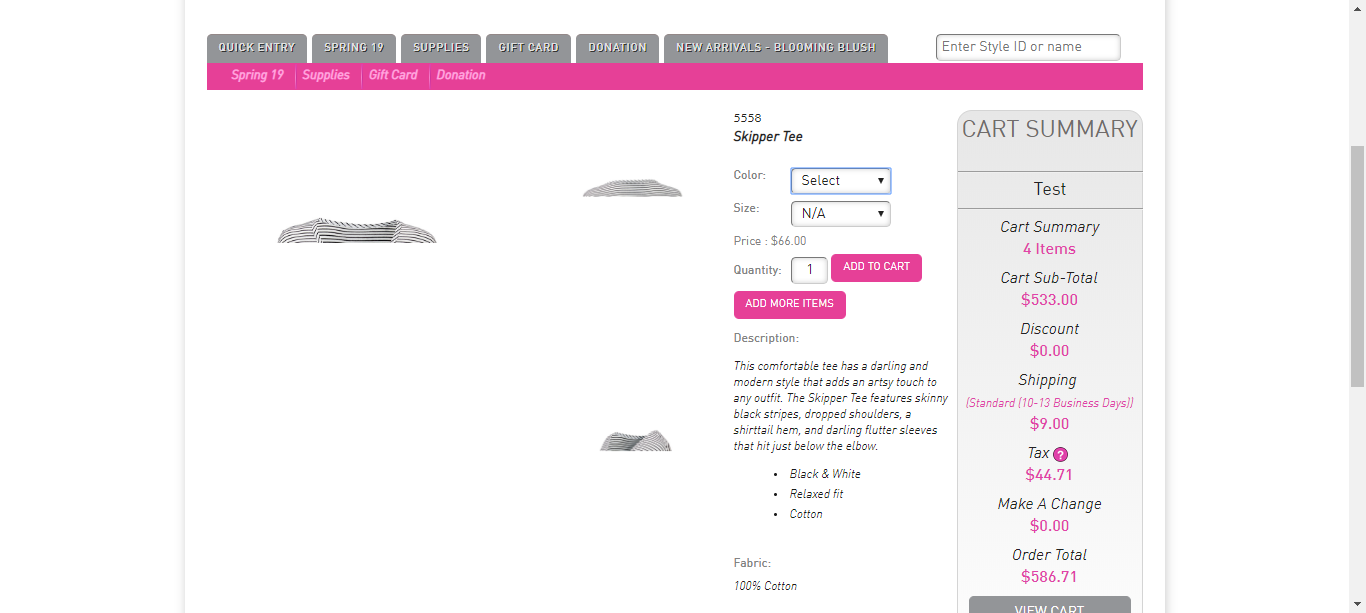 QUICK ENTRY
SPRING 19
SUPPLIES
GIFT CARD
DONATION
NEW ARRIVALS - BLOOMING BLUSH
Enter Style ID or name
Spring 19
Supplies
Gift Card
Donation
5558
Skipper Tee
Color:
Select
Size:
N/A
Price : $66.00
Quantity:
1
ADD TO CART
ADD MORE ITEMS
Description:
This comfortable tee has a darling and
modern style that adds an artsy touch to
any outfit. The Skipper Tee features skinny
black stripes, dropped shoulders, a
shirttail hem, and darling flutter sleeves
that hit just below the elbow.
• Black & White
• Relaxed fit
• Cotton
Fabric:
100% Cotton
CART SUMMARY
Test
Cart Summary
4 Items
Cart Sub-Total
$533.00
Discount
$0.00
Shipping
(Standard (10-13 Business Days))
$9.00
Tax ?
$44.71
Make A Change
$0.00
Order Total
$586.71
VIEW CART